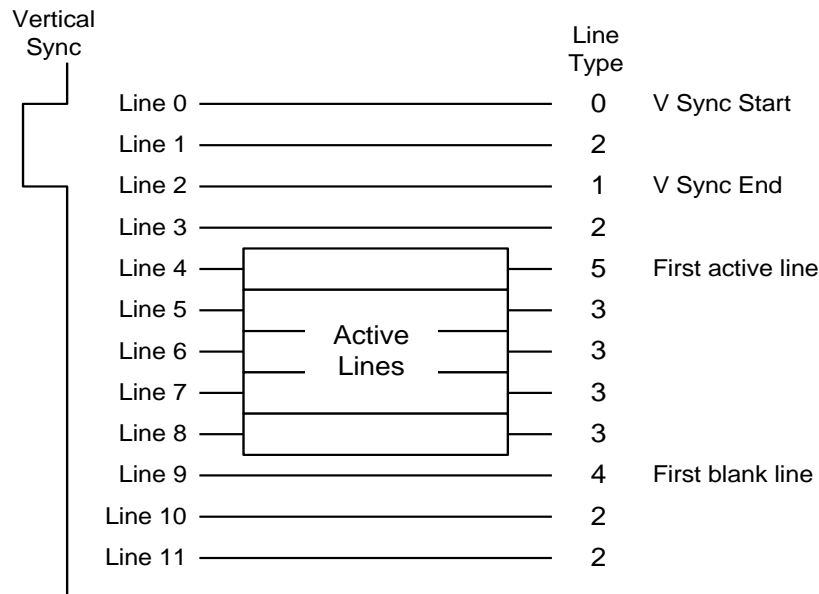 Vertical
Sync
Line
Type
Line 0 0 V Sync Start
Line 1 2
Line 2 1 V Sync End
Line 3 2
Line 4 5 First active line
Line 5 3
Active
Lines
Line 6 3
Line 7 3
Line 8 3
Line 9 4 First blank line
Line 10 2
Line 11 2